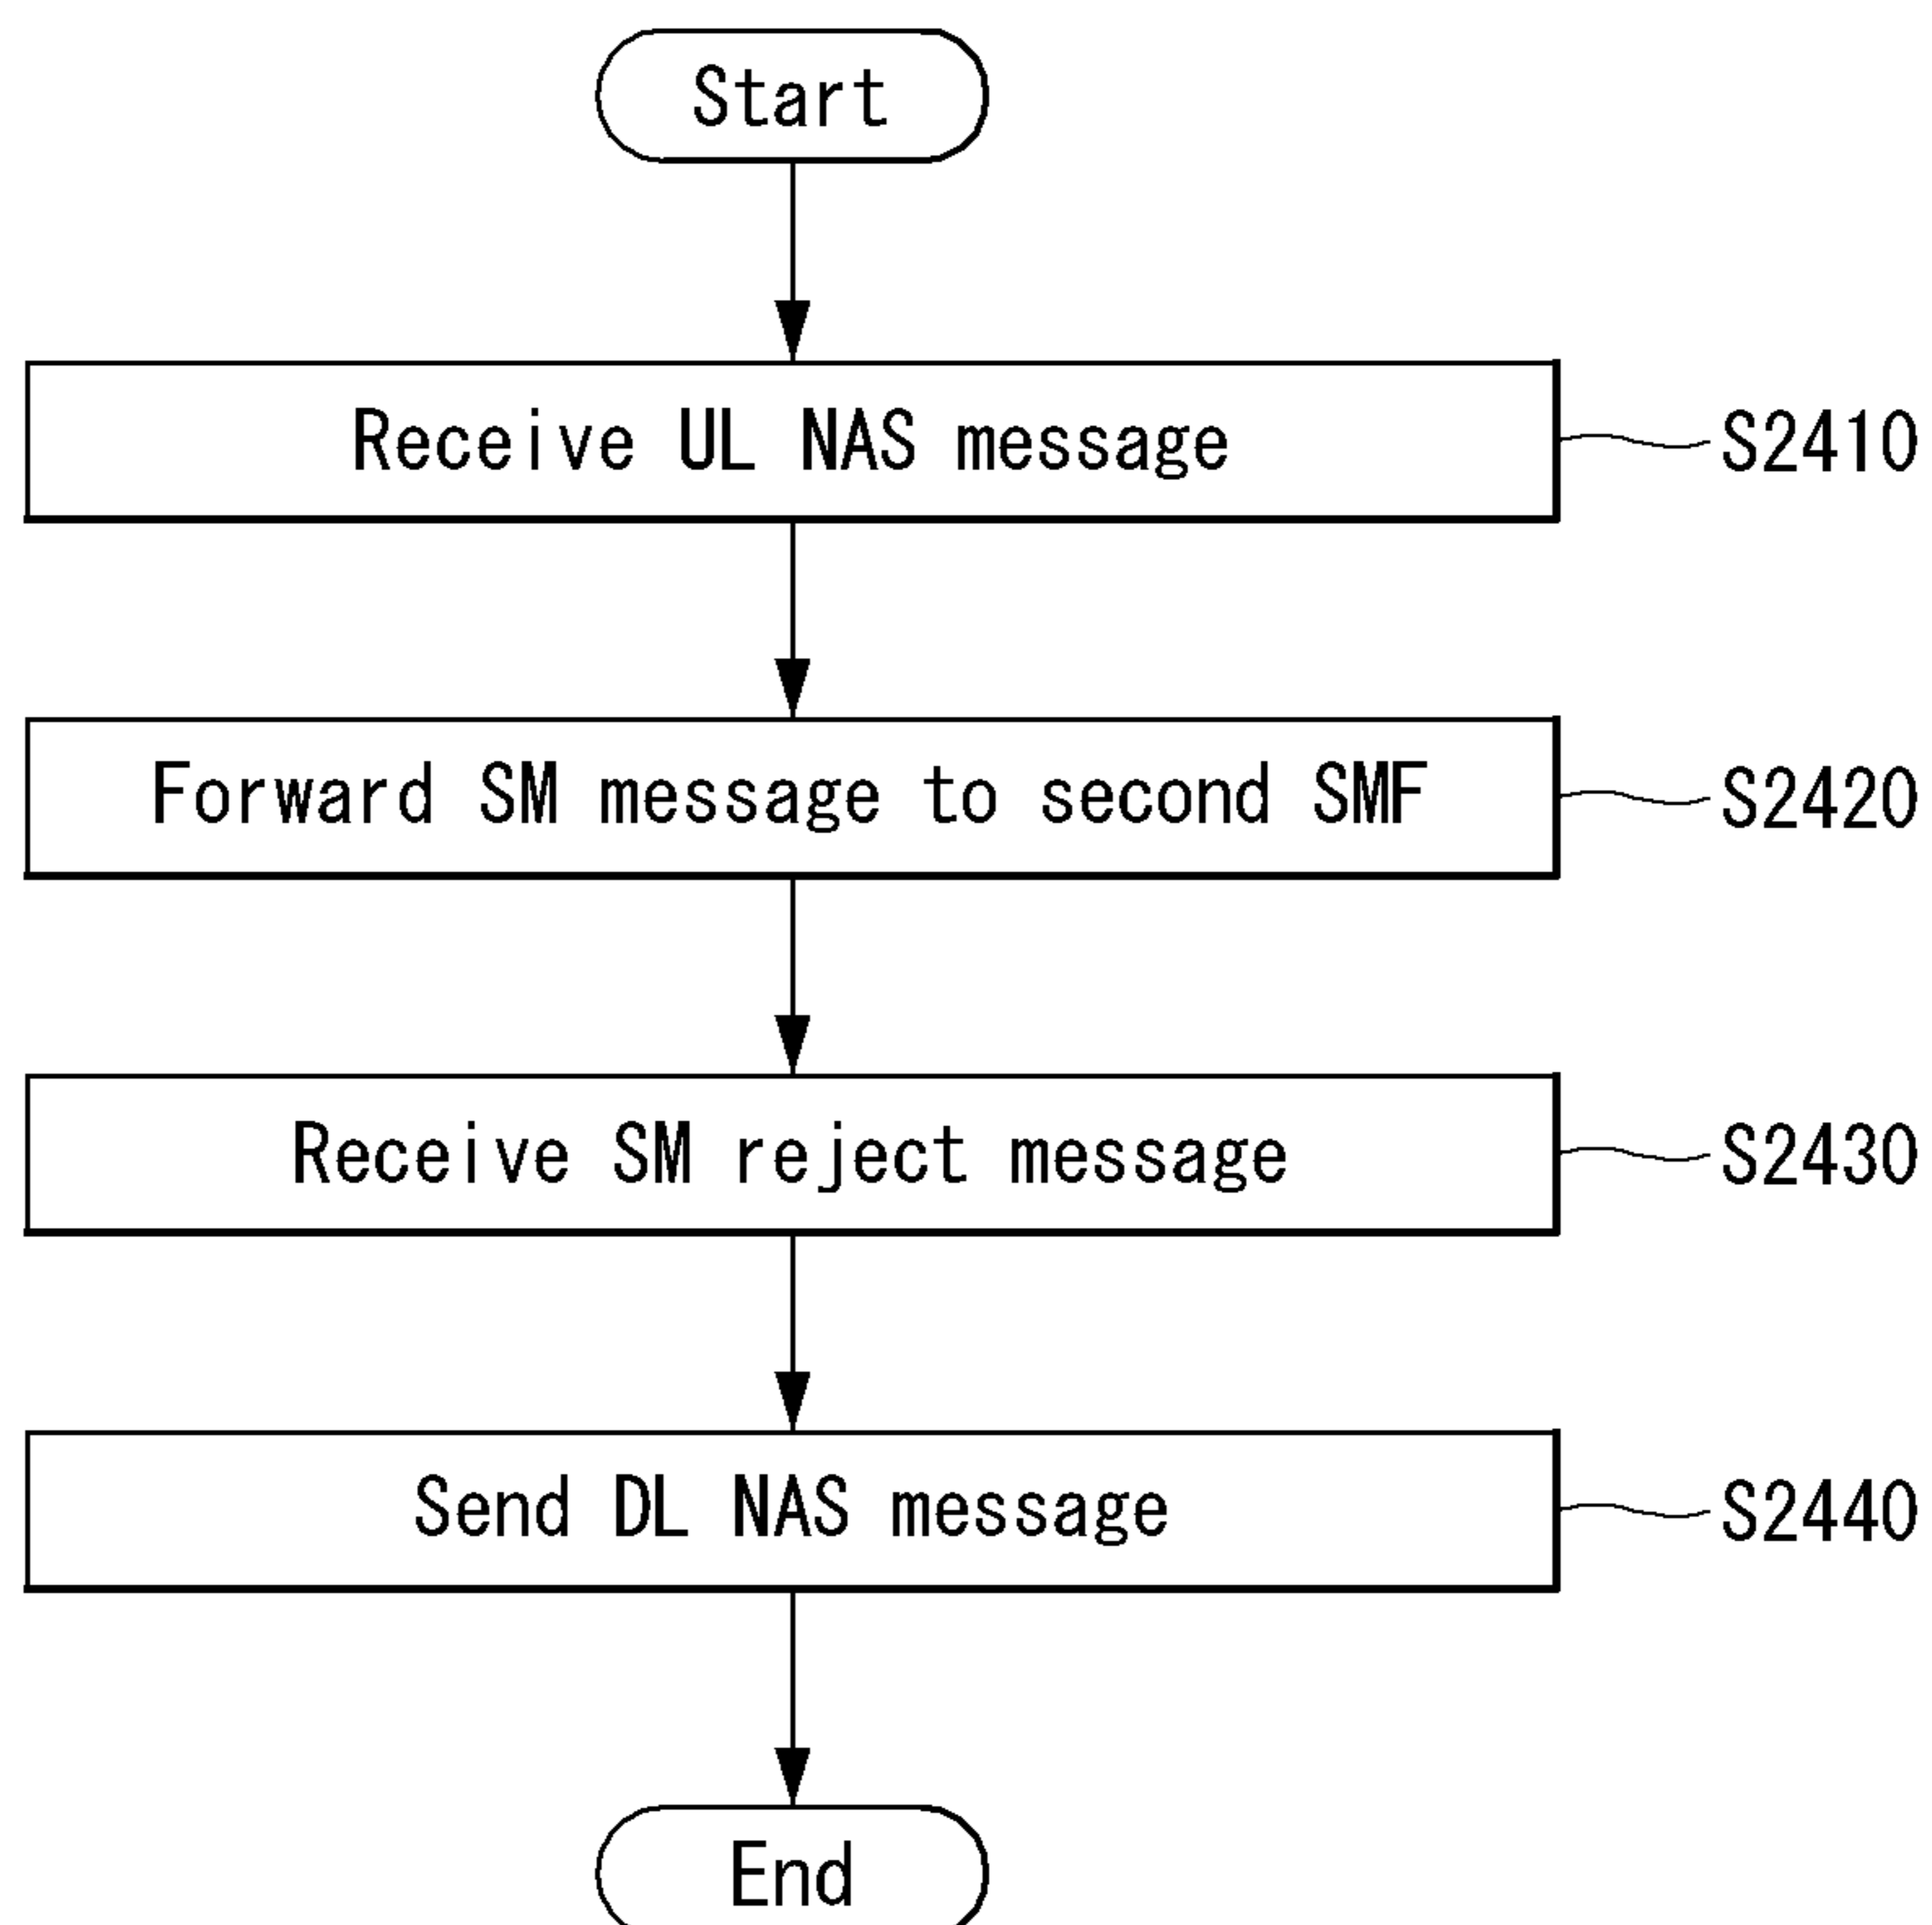 Start
Receive UL NAS message
S2410
Forward SM message to second SMF
S2420
Receive SM reject message
S2430
Send DL NAS message
S2440
End